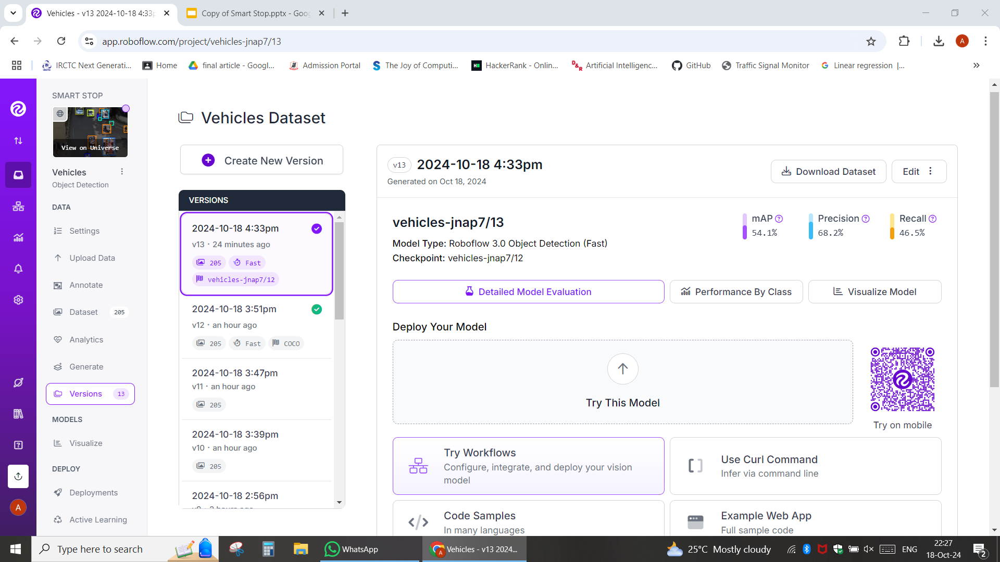 Vehicles - v13 2024-10-18 4:33p
Copy of Smart Stop.pptx - Goo
app.roboflow.com/project/vehicles-jnap7/13
A
IRCTC Next Generati...
Home
final article - Googl...
Admission Portal
The Joy of Computi...
HackerRank - Onlin...
Artificial Intelligenc...
GitHub
Traffic Signal Monitor
Linear regression |...
SMART STOP
View on Universe
Vehicles
Object Detection
DATA
Settings
Upload Data
Annotate
Dataset 205
Analytics
Generate
Versions 13
MODELS
Visualize
DEPLOY
Deployments
Active Learning
A
Vehicles Dataset
Create New Version
VERSIONS
2024-10-18 4:33pm
v13 · 24 minutes ago
205 Fast
vehicles-jnap7/12
2024-10-18 3:51pm
v12 · an hour ago
205 Fast COCO
2024-10-18 3:47pm
v11 · an hour ago
205
2024-10-18 3:39pm
v10 · an hour ago
205
2024-10-18 2:56pm
v13 2024-10-18 4:33pm
Generated on Oct 18, 2024
Download Dataset
Edit
vehicles-jnap7/13
Model Type: Roboflow 3.0 Object Detection (Fast)
Checkpoint: vehicles-jnap7/12
mAP
54.1%
Precision
68.2%
Recall
46.5%
Detailed Model Evaluation
Performance By Class
Visualize Model
Deploy Your Model
Try This Model
Try on mobile
Try Workflows
Configure, integrate, and deploy your vision
model
Use Curl Command
Infer via command line
Code Samples
In many languages
Example Web App
Full sample code
Type here to search
WhatsApp
Vehicles - v13 2024...
25°C Mostly cloudy
ENG
22:27
18-Oct-24
2